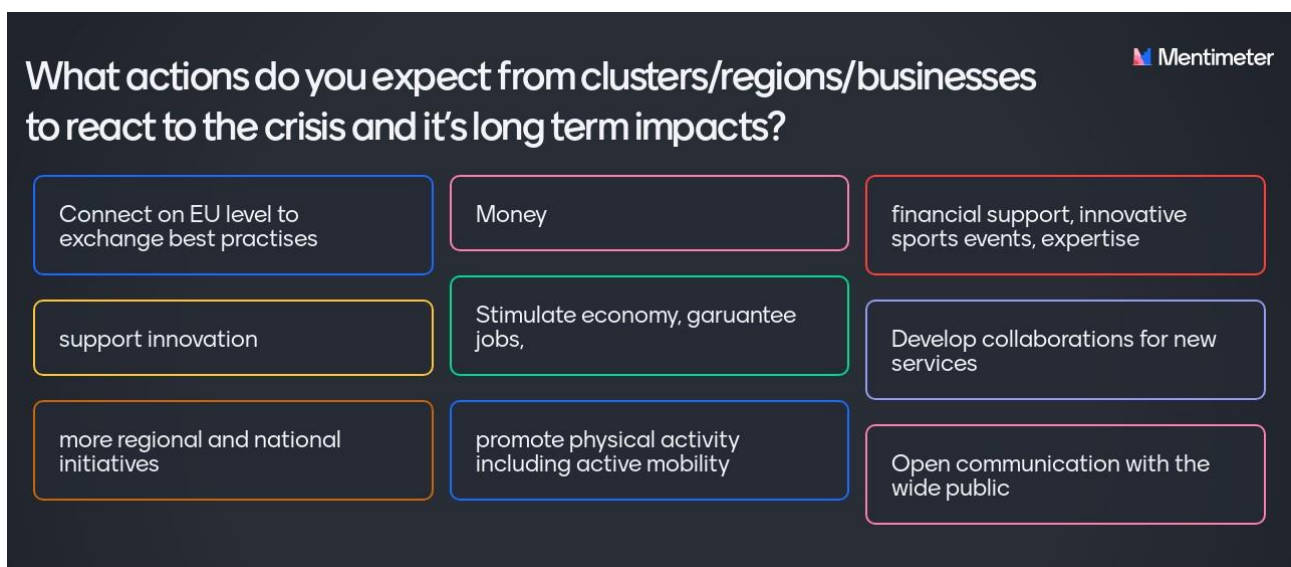 What actions do you expect from clusters/regions/businesses
to react to the crisis and it's long term impacts?
Mentimeter
Connect on EU level to
exchange best practises
Money
financial support, innovative
sports events, expertise
support innovation
Stimulate economy, garuantee
jobs,
Develop collaborations for new
services
more regional and national
initiatives
promote physical activity
including active mobility
Open communication with the
wide public